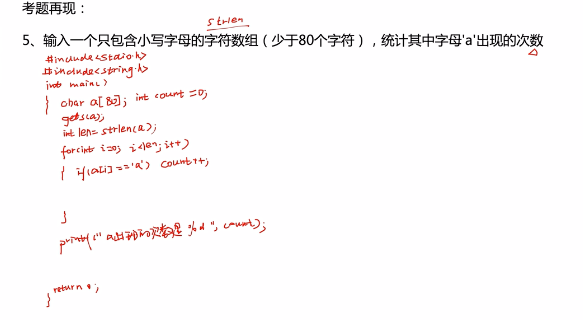 考题再现：
strlen
5、输入一个只包含小写字母的字符数组（少于80个字符），统计其中字母'a'出现的次数
#include<stdio.h>
#include<string.h>
int main()
{ char a[80]; int count =0;
gets(a);
int len= strlen(a);
for(int i=0; i<len; i++)
{ if(a[i]=='a') count++;
}
printf("a出现的次数是%d", count);
return 0;
}